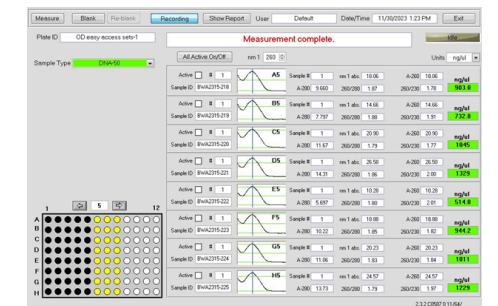 Measure Blank Re-blank Recording Show Report User Default Date/Time 11/30/2023 1:23 PM Exit
Plate ID OD easy access sets-1 Measurement complete. Idle
Sample Type DNA-50 All Active On/Off nm 1 260 Units ng/ul
Active # 1 A5 Sample # 1 nm 1 abs. 18.06 A-260 18.06 ng/ul
Sample ID BWA2315-218 A-280 9.660 260/280 1.87 260/230 1.78 903.0
Active # 1 B5 Sample # 1 nm 1 abs. 14.66 A-260 14.66 ng/ul
Sample ID BWA2315-219 A-280 7.797 260/280 1.88 260/230 1.91 732.8
Active # 1 C5 Sample # 1 nm 1 abs. 20.90 A-260 20.90 ng/ul
Sample ID BWA2315-220 A-280 11.67 260/280 1.79 260/230 1.77 1045
Active # 1 D5 Sample # 1 nm 1 abs. 26.58 A-260 26.58 ng/ul
Sample ID BWA2315-221 A-280 14.31 260/280 1.86 260/230 2.00 1329
Active # 1 E5 Sample # 1 nm 1 abs. 10.28 A-260 10.28 ng/ul
Sample ID BWA2315-222 A-280 5.697 260/280 1.80 260/230 2.01 514.0
Active # 1 F5 Sample # 1 nm 1 abs. 18.88 A-260 18.88 ng/ul
Sample ID BWA2315-223 A-280 10.22 260/280 1.85 260/230 1.82 944.2
Active # 1 G5 Sample # 1 nm 1 abs. 20.23 A-260 20.23 ng/ul
Sample ID BWA2315-224 A-280 11.06 260/280 1.83 260/230 1.84 1011
Active # 1 H5 Sample # 1 nm 1 abs. 24.57 A-260 24.57 ng/ul
Sample ID BWA2315-225 A-280 13.73 260/280 1.79 260/230 1.97 1229
1 5 12
A
B
C
D
E
F
G
H